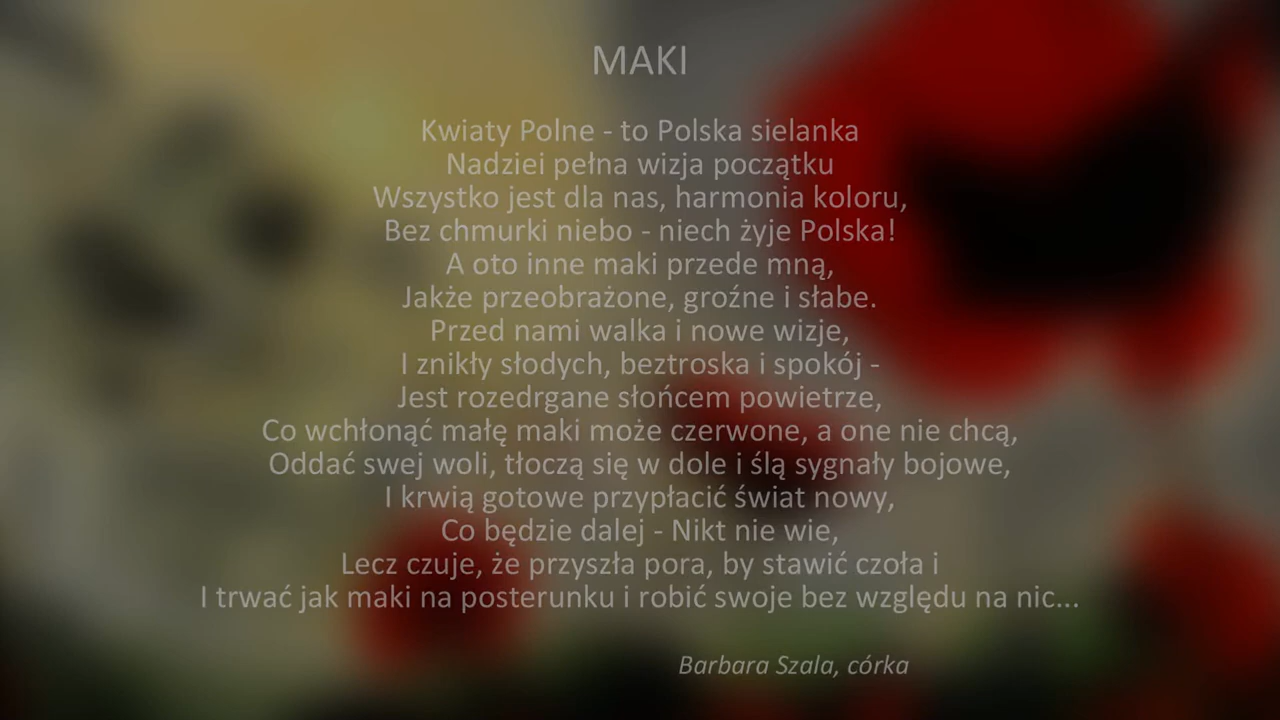 MAKI
Kwiaty Polne - to Polska sielanka
Nadziei pełna wizja początku
Wszystko jest dla nas, harmonia koloru,
Bez chmurki niebo - niech żyje Polska!
A oto inne maki przede mną,
Jakże przeobrażone, groźne i słabe.
Przed nami walka i nowe wizje,
I znikły słodych, beztroska i spokój -
Jest rozedrgane słońcem powietrze,
Co wchłonąć małę maki może czerwone, a one nie chcą,
Oddać swej woli, tłoczą się w dole i ślą sygnały bojowe,
I krwią gotowe przypłacić świat nowy,
Co będzie dalej - Nikt nie wie,
Lecz czuje, że przyszła pora, by stawić czoła i
I trwać jak maki na posterunku i robić swoje bez względu na nic...
Barbara Szala, córka